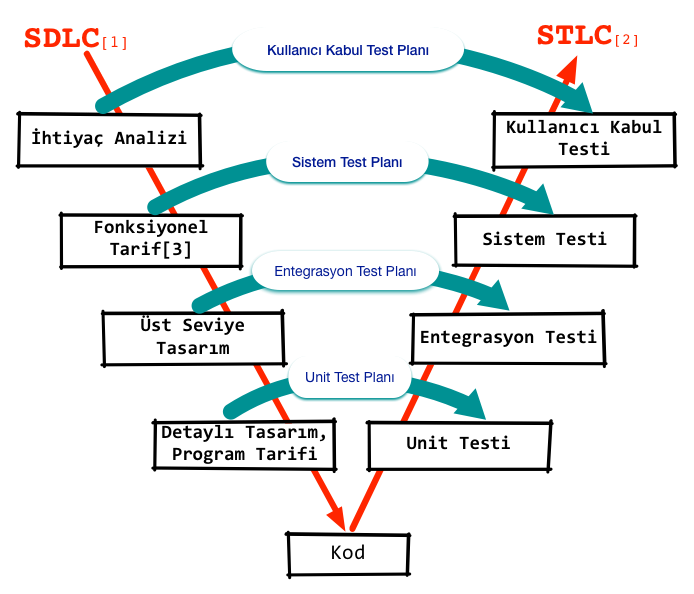 SDLC[1]
STLC[2]
Kullanıcı Kabul Test Planı
İhtiyaç Analizi
Kullanıcı Kabul
Testi
Sistem Test Planı
Fonksiyonel
Tarif[3]
Sistem Testi
Entegrasyon Test Planı
Üst Seviye
Tasarım
Entegrasyon Testi
Unit Test Planı
Detaylı Tasarım,
Program Tarifi
Unit Testi
Kod